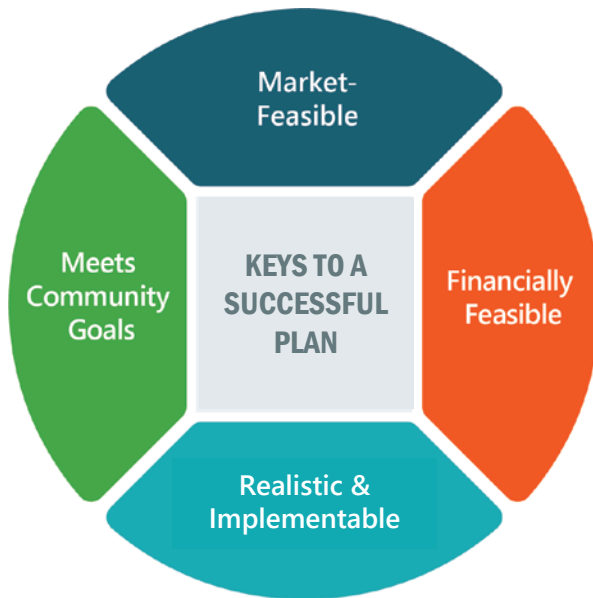 Market-
Feasible
Meets
Community
Goals
KEYS TO A
SUCCESSFUL
PLAN
Financially
Feasible
Realistic &
Implementable